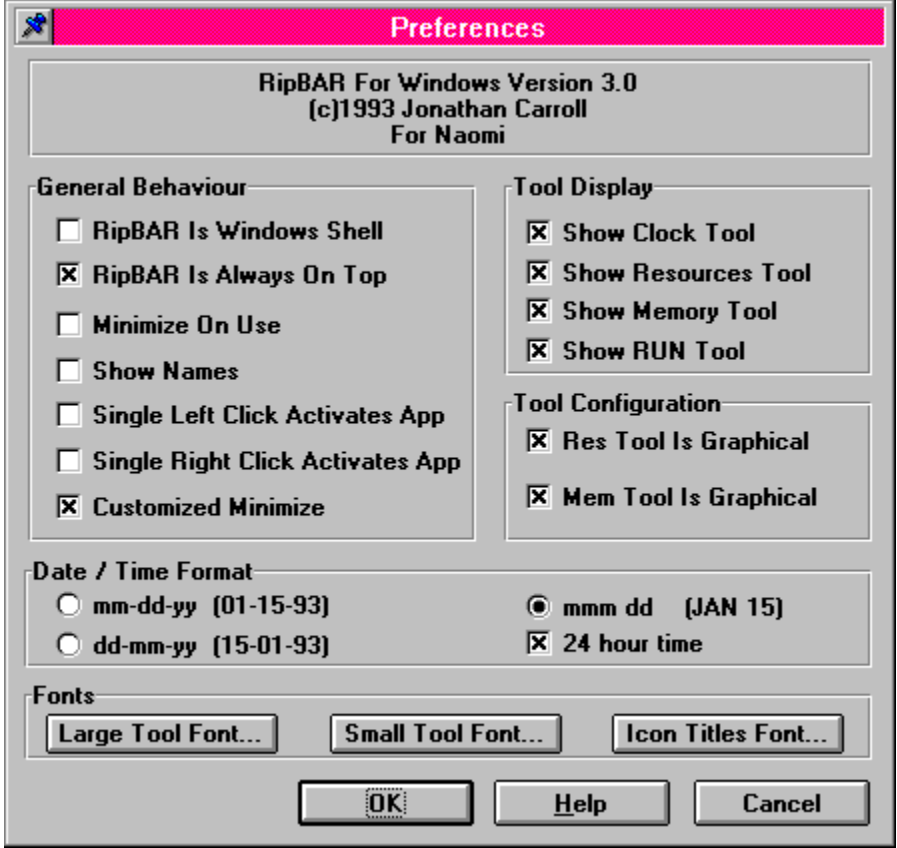 Preferences
RipBAR For Windows Version 3.0
(c)1993 Jonathan Carroll
For Naomi
General Behaviour
RipBAR Is Windows Shell
RipBAR Is Always On Top
Minimize On Use
Show Names
Single Left Click Activates App
Single Right Click Activates App
Customized Minimize
Tool Display
Show Clock Tool
Show Resources Tool
Show Memory Tool
Show RUN Tool
Tool Configuration
Res Tool Is Graphical
Mem Tool Is Graphical
Date / Time Format
mm-dd-yy (01-15-93)
dd-mm-yy (15-01-93)
mmm dd (JAN 15)
24 hour time
Fonts
Large Tool Font...
Small Tool Font...
Icon Titles Font...
OK
Help
Cancel